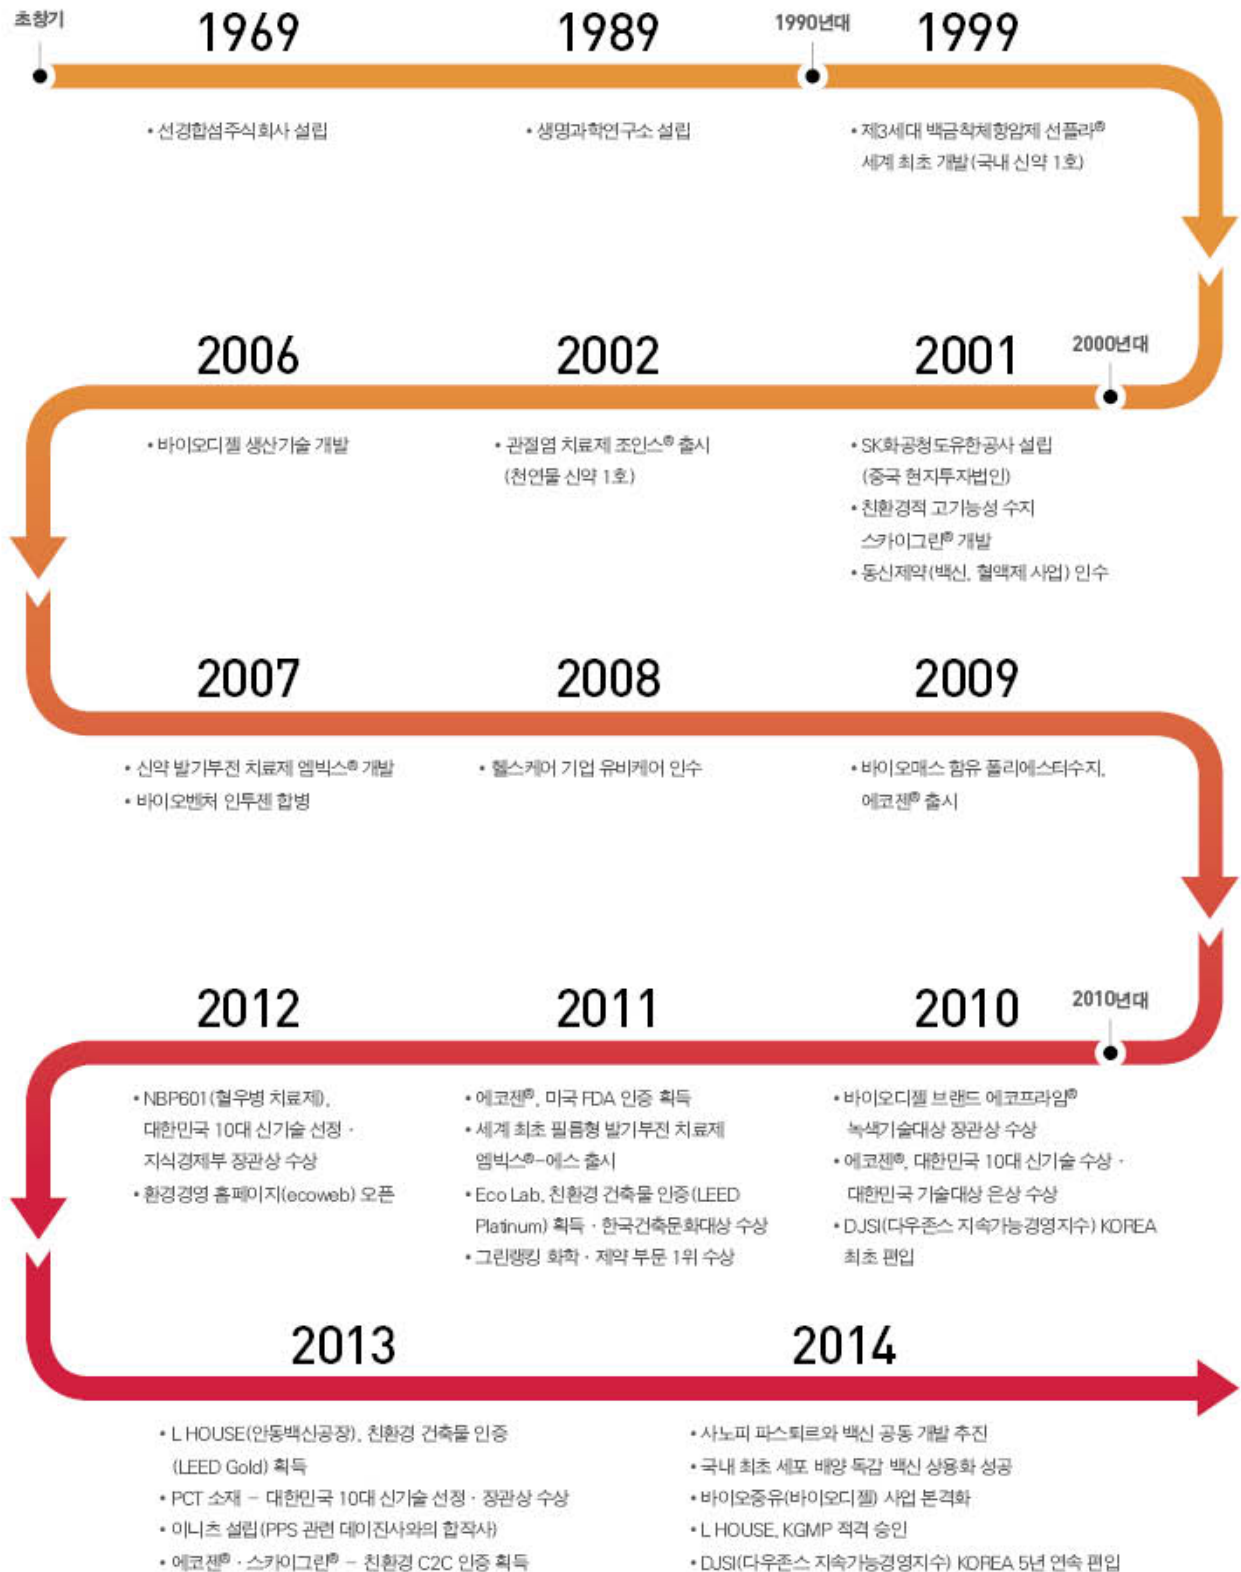 초창기
1969
1989
1990년대
1999
• 선경합섬주식회사 설립
• 생명과학연구소 설립
• 제3세대 백금착체항암제 선플라®
세계 최초 개발(국내 신약 1호)
2006
2002
2001
2000년대
• 바이오디젤 생산기술 개발
• 관절염 치료제 조인스® 출시
(천연물 신약 1호)
• SK화공청도유한공사 설립
(중국 현지투자법인)
• 친환경적 고기능성 수지
스카이그린® 개발
• 동신제약(백신, 혈액제 사업) 인수
2007
2008
2009
• 신약 발기부전 치료제 엠빅스® 개발
• 바이오벤처 인투젠 합병
• 헬스케어 기업 유비케어 인수
• 바이오매스 함유 폴리에스터수지,
에코젠® 출시
2012
2011
2010
2010년대
• NBP601(혈우병 치료제),
대한민국 10대 신기술 선정 ·
지식경제부 장관상 수상
• 환경경영 홈페이지(ecoweb) 오픈
• 에코젠®, 미국 FDA 인증 획득
• 세계 최초 필름형 발기부전 치료제
엠빅스®-에스 출시
• Eco Lab, 친환경 건축물 인증(LEED
Platinum) 획득 · 한국건축문화대상 수상
• 그린랭킹 화학 · 제약 부문 1위 수상
• 바이오디젤 브랜드 에코프라임®
녹색기술대상 장관상 수상
• 에코젠®, 대한민국 10대 신기술 수상 ·
대한민국 기술대상 은상 수상
• DJSI(다우존스 지속가능경영지수) KOREA
최초 편입
2013
2014
• L HOUSE(안동백신공장), 친환경 건축물 인증
(LEED Gold) 획득
• PCT 소재 – 대한민국 10대 신기술 선정 · 장관상 수상
• 이니츠 설립(PPS 관련 데이진사와의 합작사)
• 에코젠® · 스카이그린® – 친환경 C2C 인증 획득
• 사노피 파스퇴르와 백신 공동 개발 추진
• 국내 최초 세포 배양 독감 백신 상용화 성공
• 바이오중유(바이오디젤) 사업 본격화
• L HOUSE, KGMP 적격 승인
• DJSI(다우존스 지속가능경영지수) KOREA 5년 연속 편입